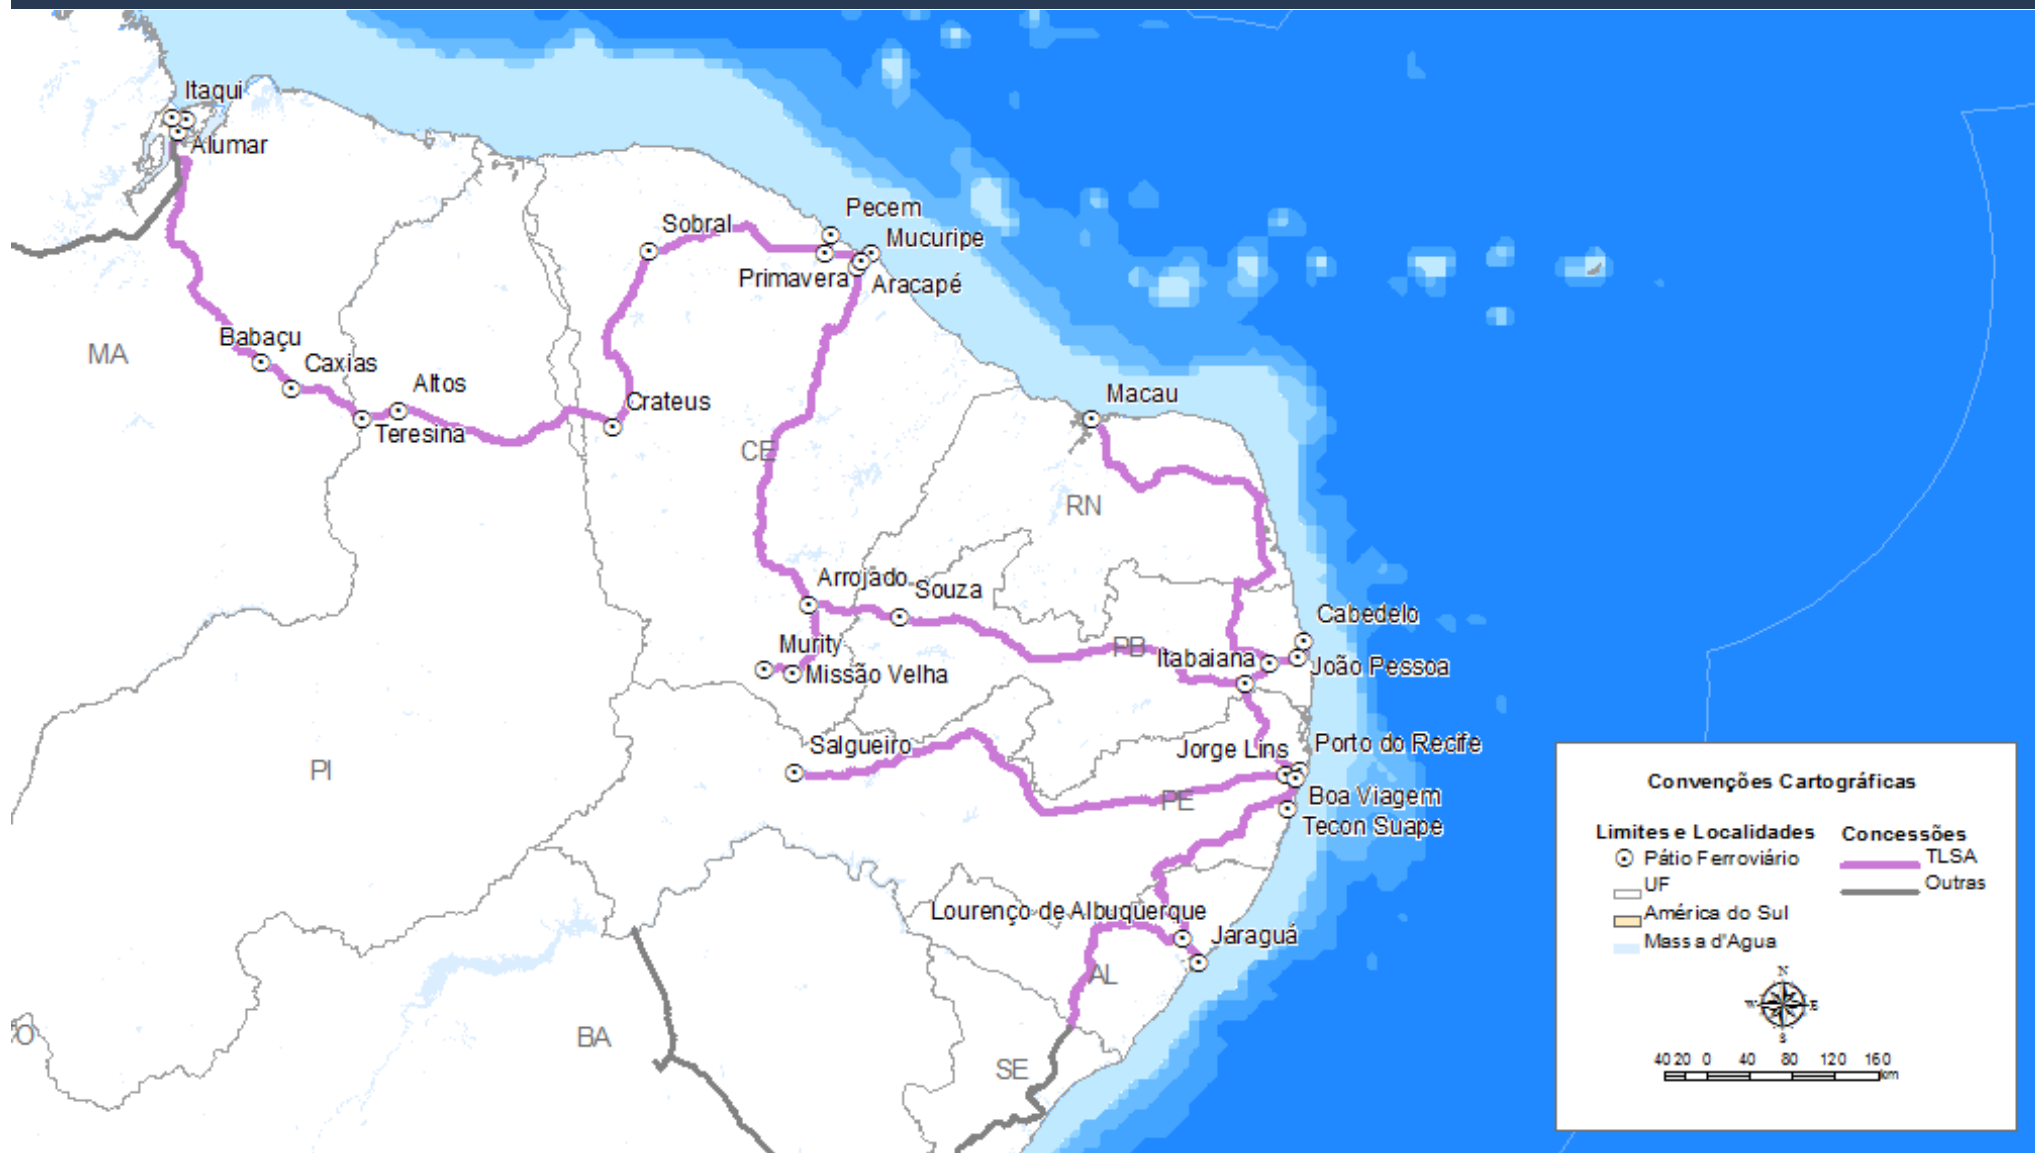 Itaqui
Alumar
Pecem
Sobral
Mucuripe
Primavera
Aracapé
Babaçu
MA
Caxias
Altos
Macau
Crateus
Teresina
CE
RN
Arrojado
Souza
Cabedelo
Murity
PB
Itabaiana
João Pessoa
Missão Velha
Salgueiro
Jorge Lins
Porto do Recife
PI
PE
Boa Viagem
Tecon Suape
Lourenço de Albuquerque
Járaguá
AL
O
BA
SE
Convenções Cartográficas
Limites e Localidades
Concessões
Pátio Ferroviário
TLSA
UF
Outras
América do Sul
Massa d'Agua
N
W
E
S
40 20 0 40 80 120 160
km